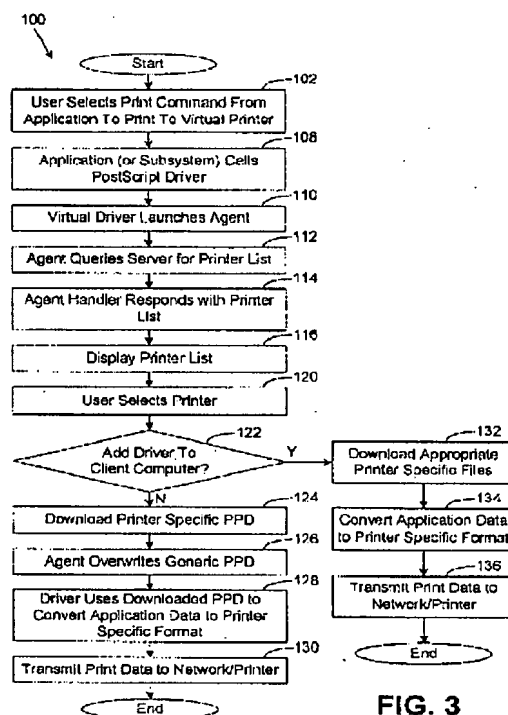 100
Start
102
User Selects Print Command From
Application To Print To Virtual Printer
108
Application (or Subsystem) Cells
PostScript Driver
110
Virtual Driver Launches Agent
112
Agent Queries Server for Printer List
114
Agent Handler Responds with Printer
List
116
Display Printer List
120
User Selects Printer
122
Add Driver To
Client Computer?
Y
N
124
Download Printer Specific PPD
126
Agent Overwrites Generic PPD
128
Driver Uses Downloaded PPD to
Convert Application Data to Printer
Specific Format
130
Transmit Print Data to Network/Printer
End
132
Download Appropriate
Printer Specific Files
134
Convert Application Data
to Printer Specific Format
136
Transmit Print Data to
Network/Printer
End
FIG. 3